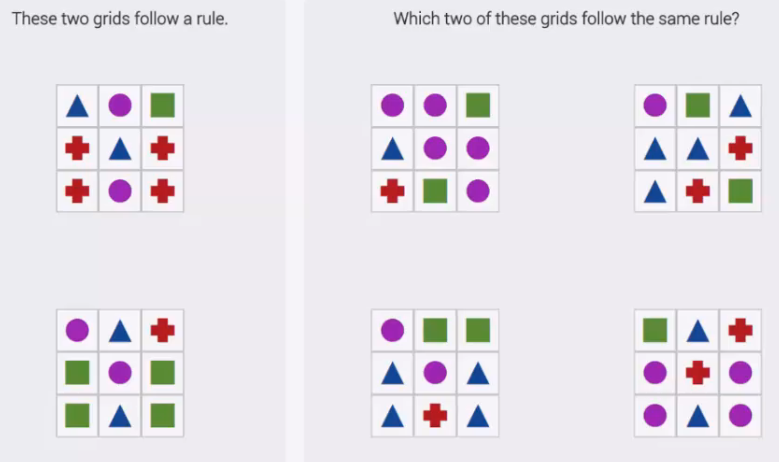 These two grids follow a rule.
Which two of these grids follow the same rule?